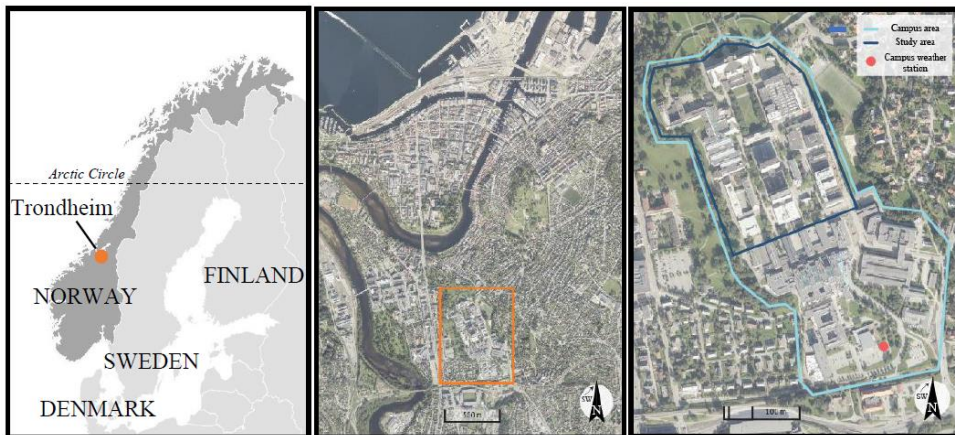 Arctic Circle
Trondheim
NORWAY
FINLAND
SWEDEN
DENMARK
500 m
N
Campus area
Study area
Campus weather
station
100 m
N